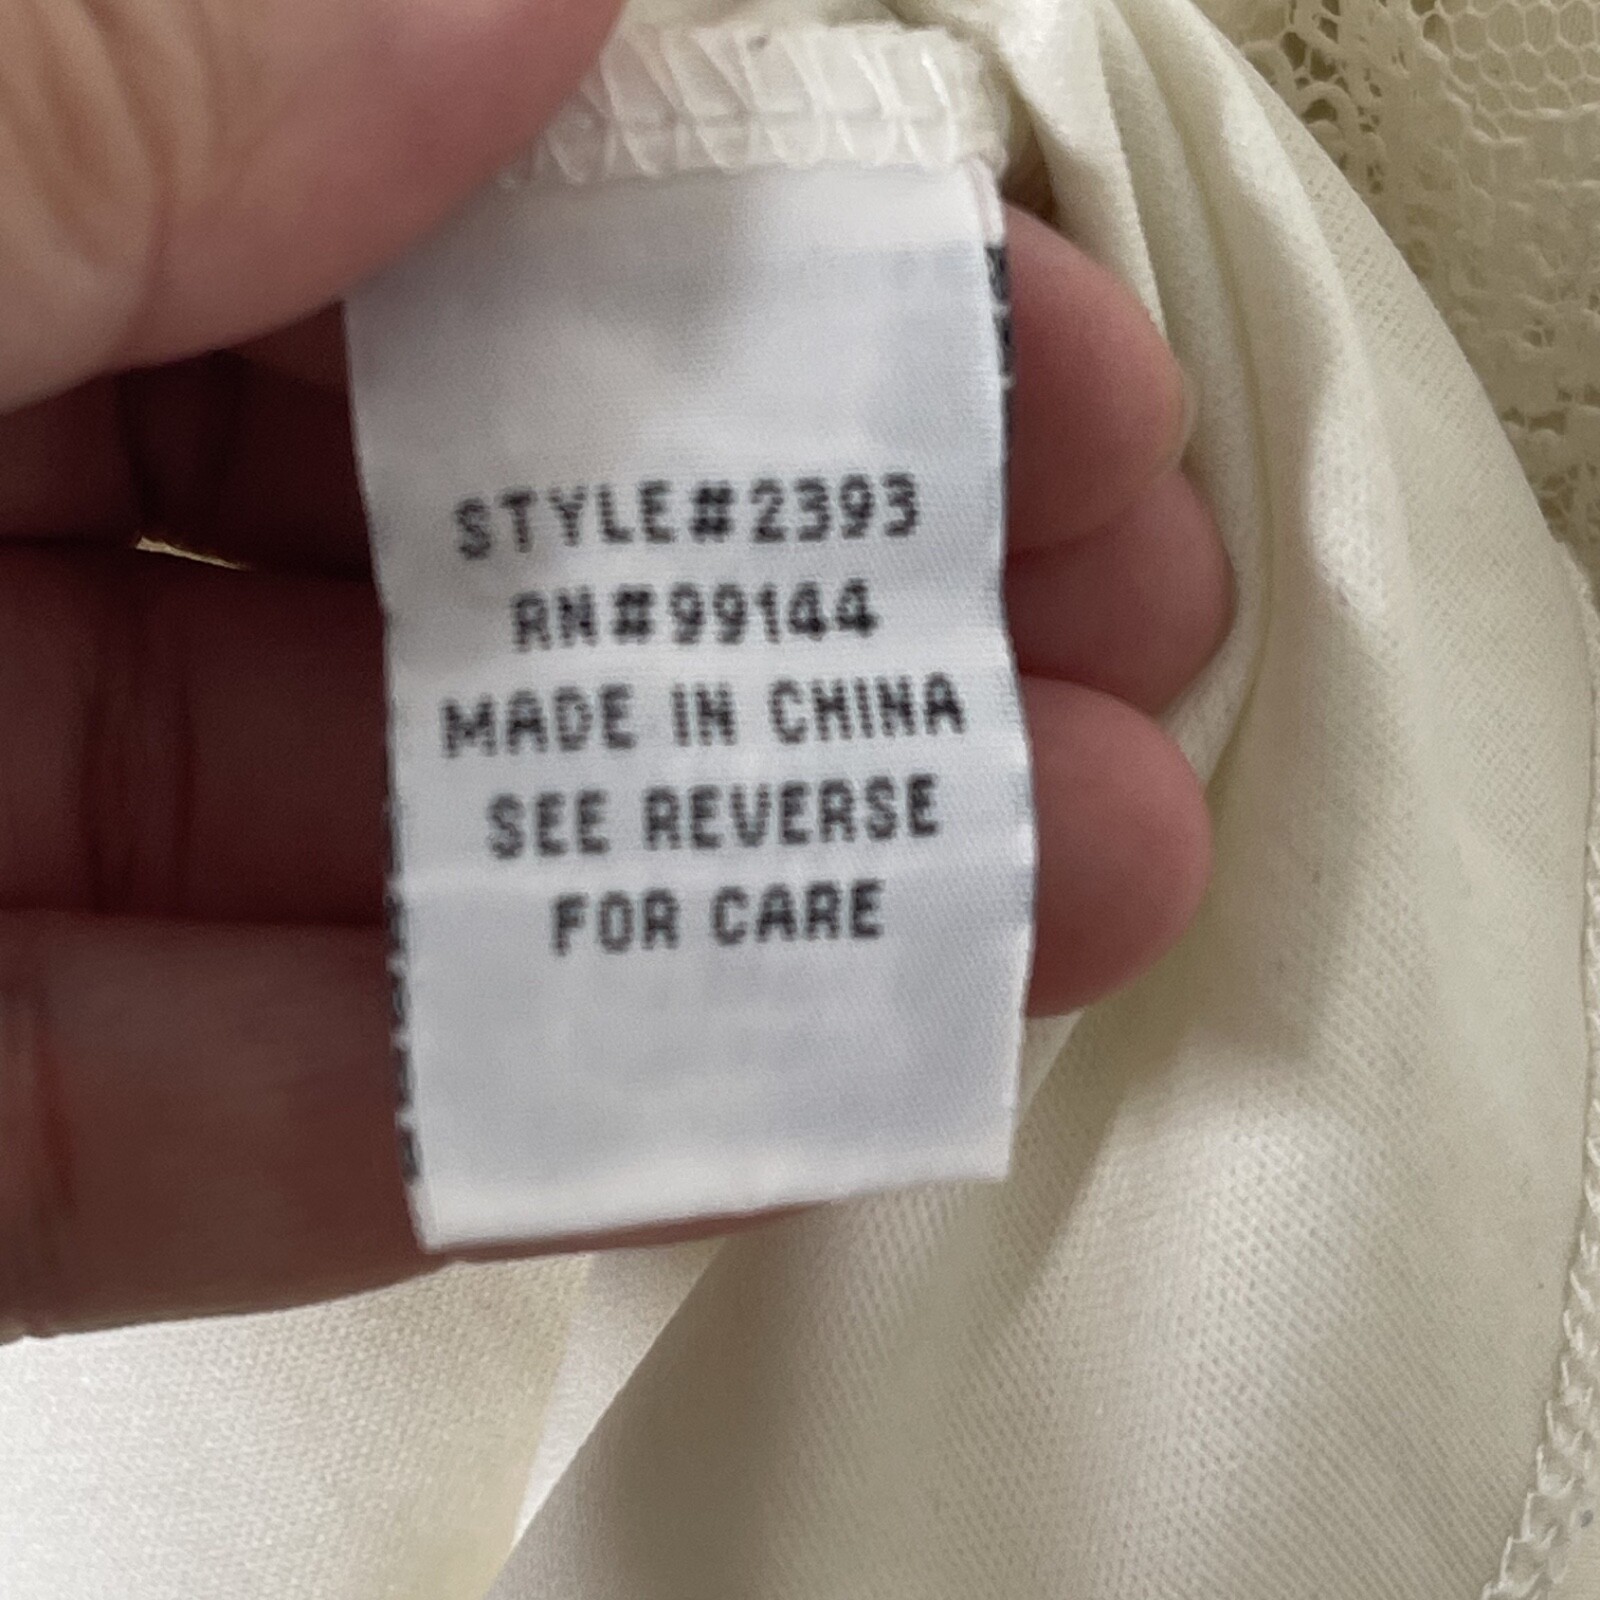 STYLE#2393
RN#99144
MADE IN CHINA
SEE REVERSE
FOR CARE